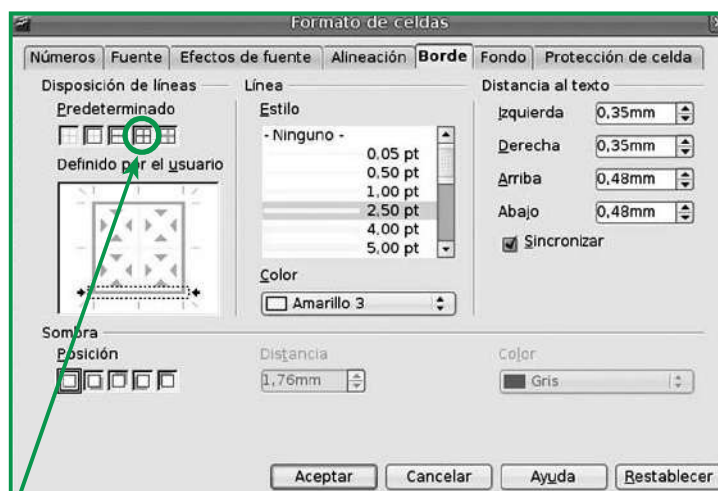 Formato de celdas
Números Fuente Efectos de fuente Alineación Borde Fondo Protección de celda
Disposición de líneas
Predeterminado
Definido por el usuario
Línea
Estilo
- Ninguno -
0,05 pt
0,50 pt
1,00 pt
2,50 pt
4,00 pt
5,00 pt
Color
Amarillo 3
Distancia al texto
Izquierda 0,35mm
Derecha 0,35mm
Arriba 0,48mm
Abajo 0,48mm
Sincronizar
Sombra
Posición
Distancia
1,76mm
Color
Gris
Aceptar Cancelar Ayuda Restablecer